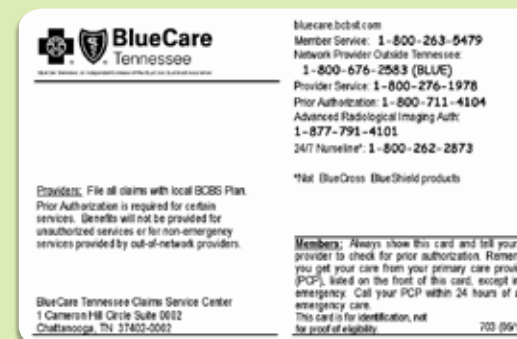 BlueCare
Tennessee
Providers: File all claims with local BCBS Plan.
Prior Authorization is required for certain
services. Benefits will not be provided for
unauthorized services or for non-emergency
services provided by out-of-network providers.
BlueCare Tennessee Claims Service Center
1 Cameron Hill Circle Suite 0002
Chattanooga, TN 37402-0002
bluecare.bcbst.com
Member Service: 1-800-263-5479
Network Provider Outside Tennessee:
1-800-676-2583 (BLUE)
Provider Service: 1-800-276-1978
Prior Authorization: 1-800-711-4104
Advanced Radiological Imaging Auth:
1-877-791-4101
24/7 Nurseline*: 1-800-262-2873
*Not BlueCross BlueShield products
Members: Always show this card and tell your
provider to check for prior authorization.
you get your care from your primary care
(PCP), listed on the front of this card, except
emergency. Call your PCP within 24 hours of
emergency care.
This card is for identification, not
for proof of eligibility.
703